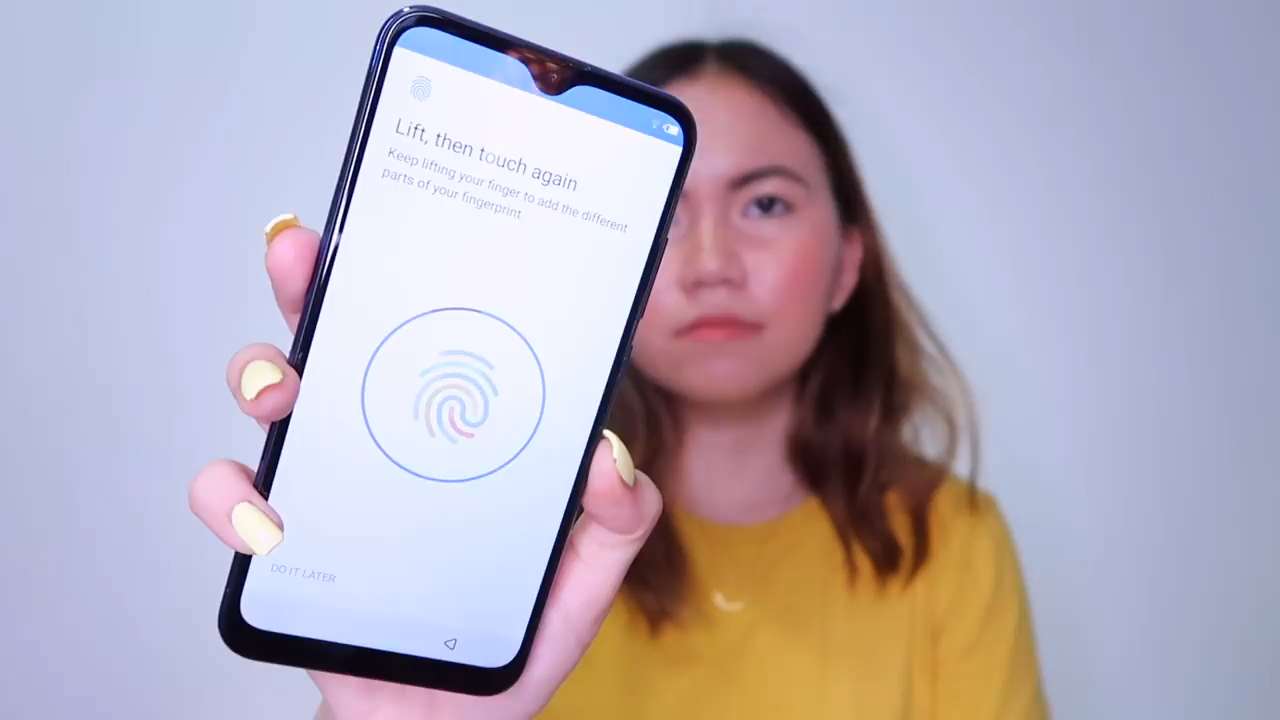 Lift, then touch again
Keep lifting your finger to add the different
parts of your fingerprint
DO IT LATER